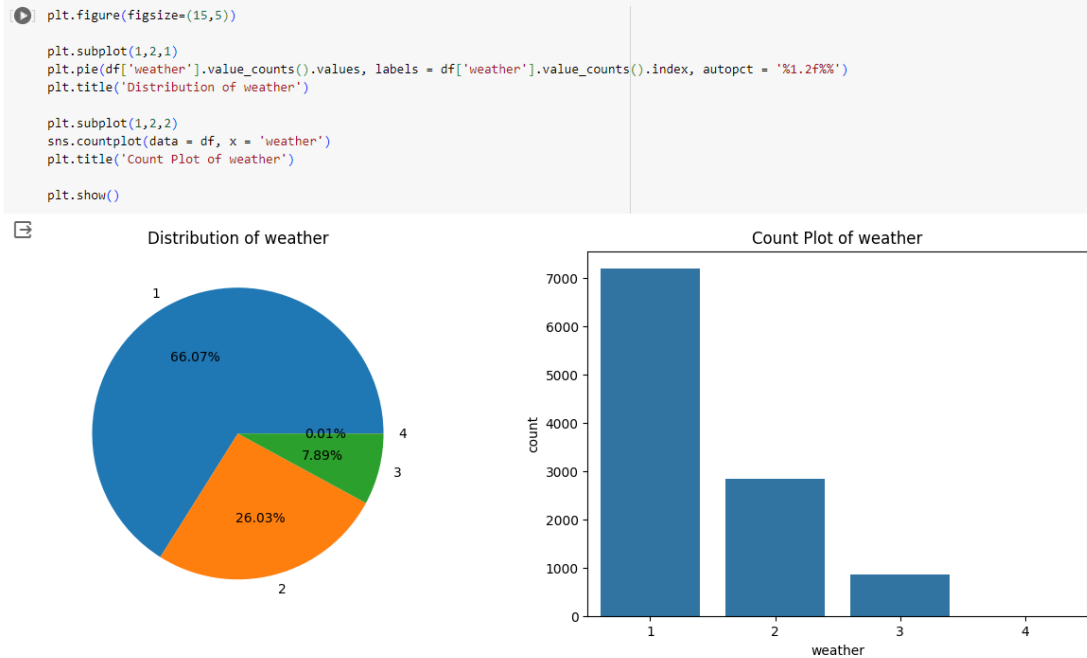 plt.figure(figsize=(15,5))
plt.subplot(1,2,1)
plt.pie(df['weather'].value_counts().values, labels = df['weather'].value_counts().index, autopct = '%1.2f%%')
plt.title('Distribution of weather')
plt.subplot(1,2,2)
sns.countplot(data = df, x = 'weather')
plt.title('Count Plot of weather')
plt.show()
Distribution of weather
1
66.07%
0.01%
4
7.89%
3
26.03%
2
Count Plot of weather
7000
6000
5000
4000
3000
2000
1000
0
count
1 2 3 4
weather